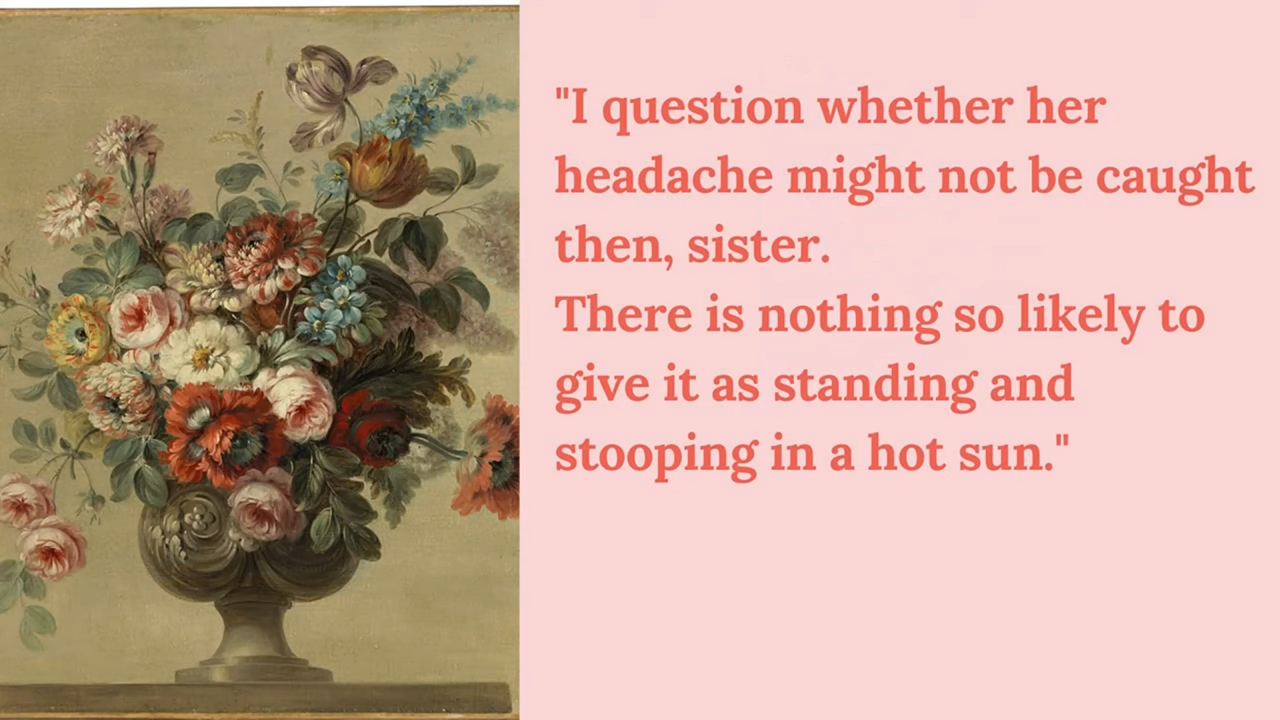 "I question whether her
headache might not be caught
then, sister.
There is nothing so likely to
give it as standing and
stooping in a hot sun."